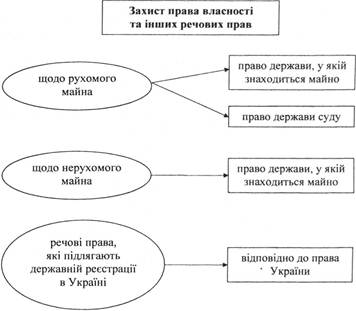 Захист права власності
та інших речових прав
щодо рухомого
майна
право держави, у якій
знаходиться майно
право держави суду
щодо нерухомого
майна
право держави, у якій
знаходиться майно
речові права,
які підлягають
державній реєстрації
в Україні
відповідно до права
України